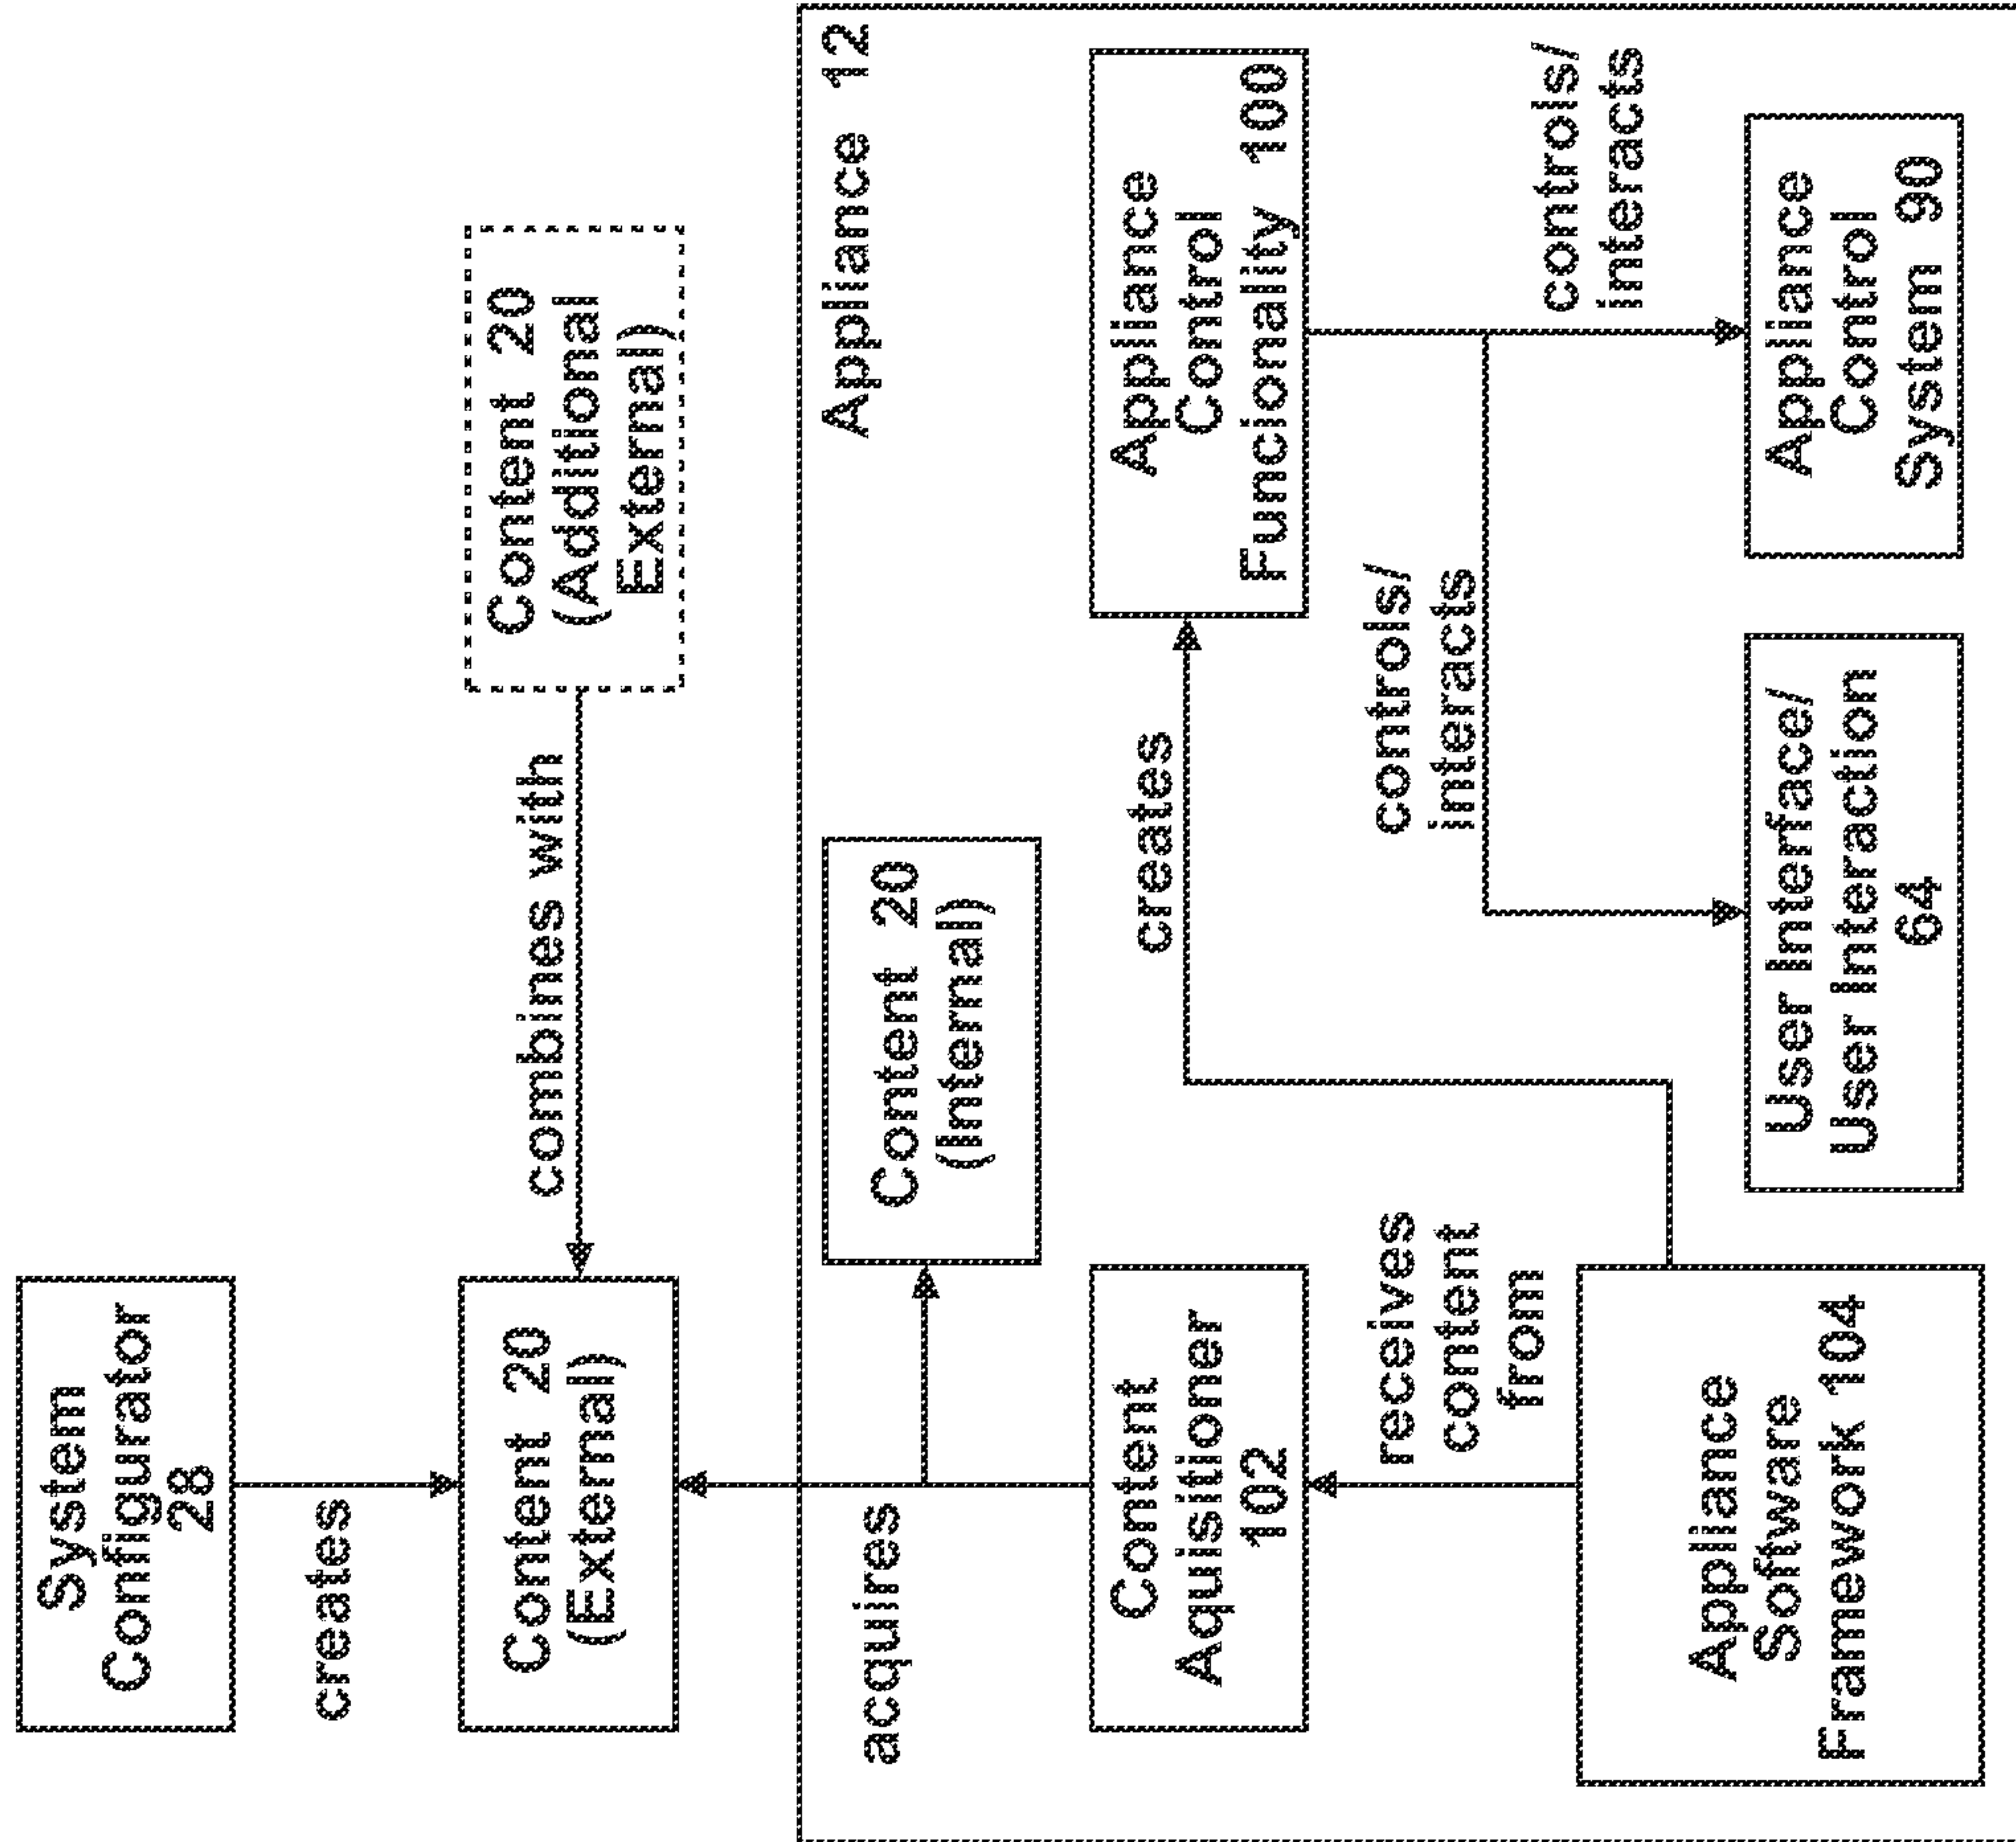 System
Configurator
28
creates
Content 20
(External)
combines with
Content 20
(Additional
External)
Appliance 12
acquires
Content 20
(Internal)
Content
Aquisitioner
102
receives
content
from
Appliance
Software
Framework 104
creates
Appliance
Control
Functionality 100
controls/
interacts
controls/
interacts
User Interface/
User Interaction
64
Appliance
Control
System 90